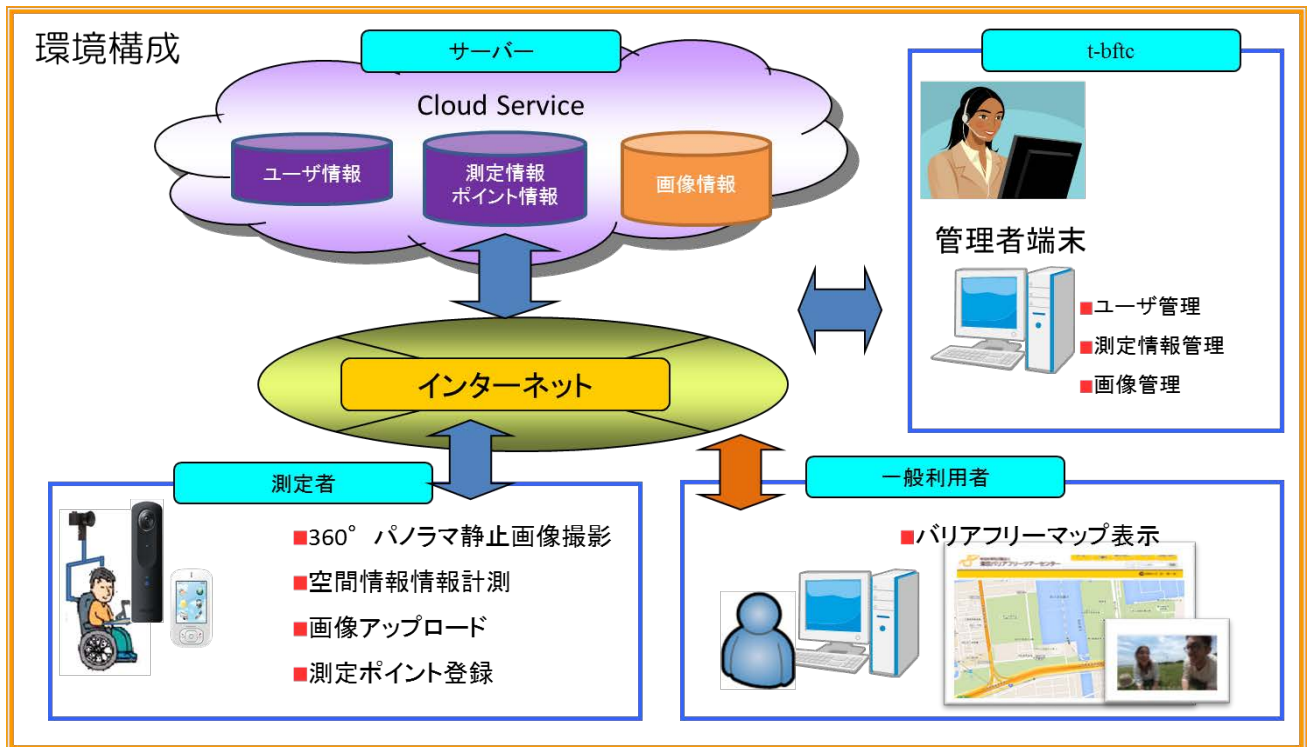 環境構成
サーバー
Cloud Service
ユーザ情報
測定情報
ポイント情報
画像情報
t-bftc
管理者端末
■ユーザ管理
■測定情報管理
■画像管理
インターネット
測定者
■360°パノラマ静止画像撮影
■空間情報情報計測
■画像アップロード
■測定ポイント登録
一般利用者
■バリアフリーマップ表示